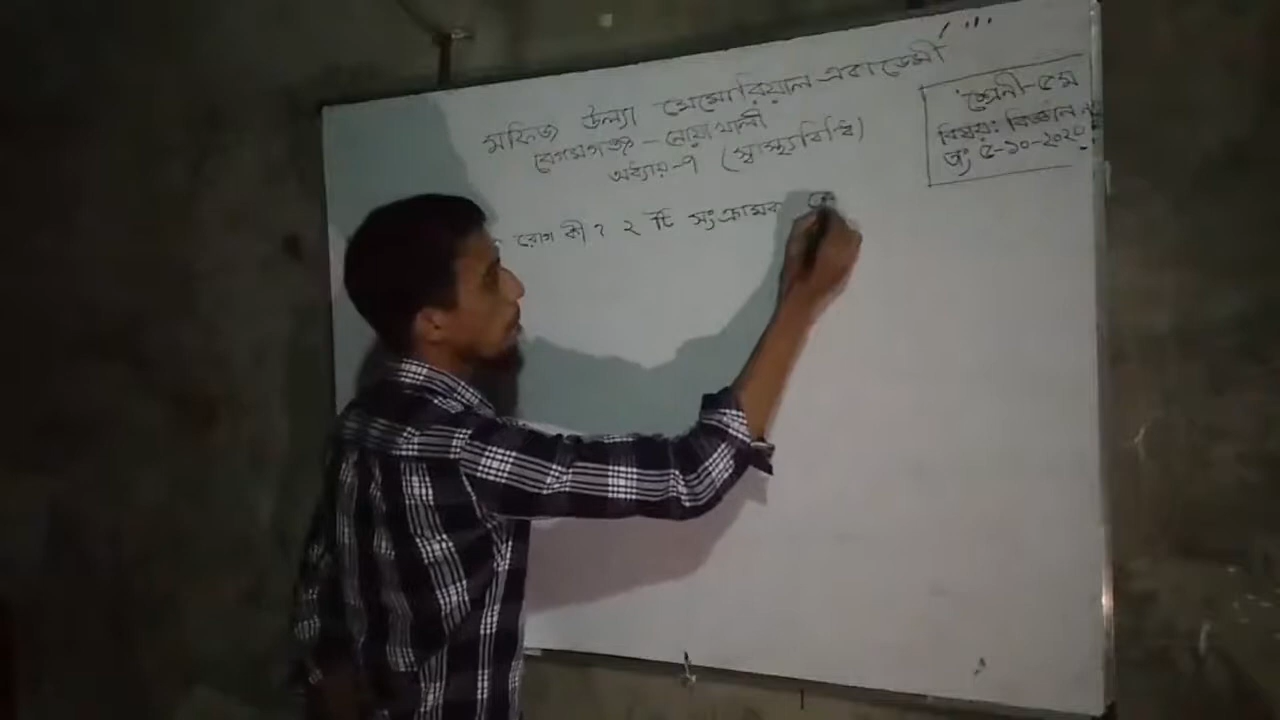 মফিজ উল্যা মেমোরিয়াল একাডেমী
বেগমগঞ্জ - নোয়াখালী
অধ্যায়-৭ (স্বাস্থ্যবিধি)
শ্রেনী-৫ম
বিষয়: বিজ্ঞান
৫-১০-২০২০
রোগ কী? ২ টি সংক্রামক